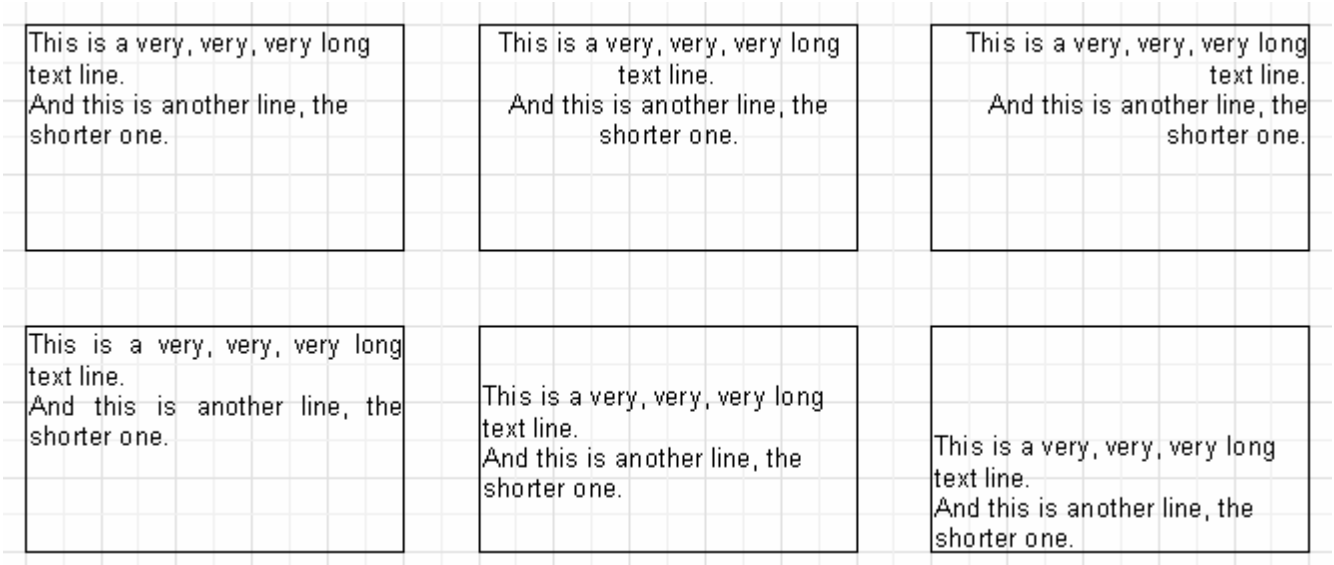 This is a very, very, very long
text line.
And this is another line, the
shorter one.
This is a very, very, very long
text line.
And this is another line, the
shorter one.
This is a very, very, very long
text line.
And this is another line, the
shorter one.
This is a very, very, very long
text line.
And this is another line, the
shorter one.
This is a very, very, very long
text line.
And this is another line, the
shorter one.
This is a very, very, very long
text line.
And this is another line, the
shorter one.